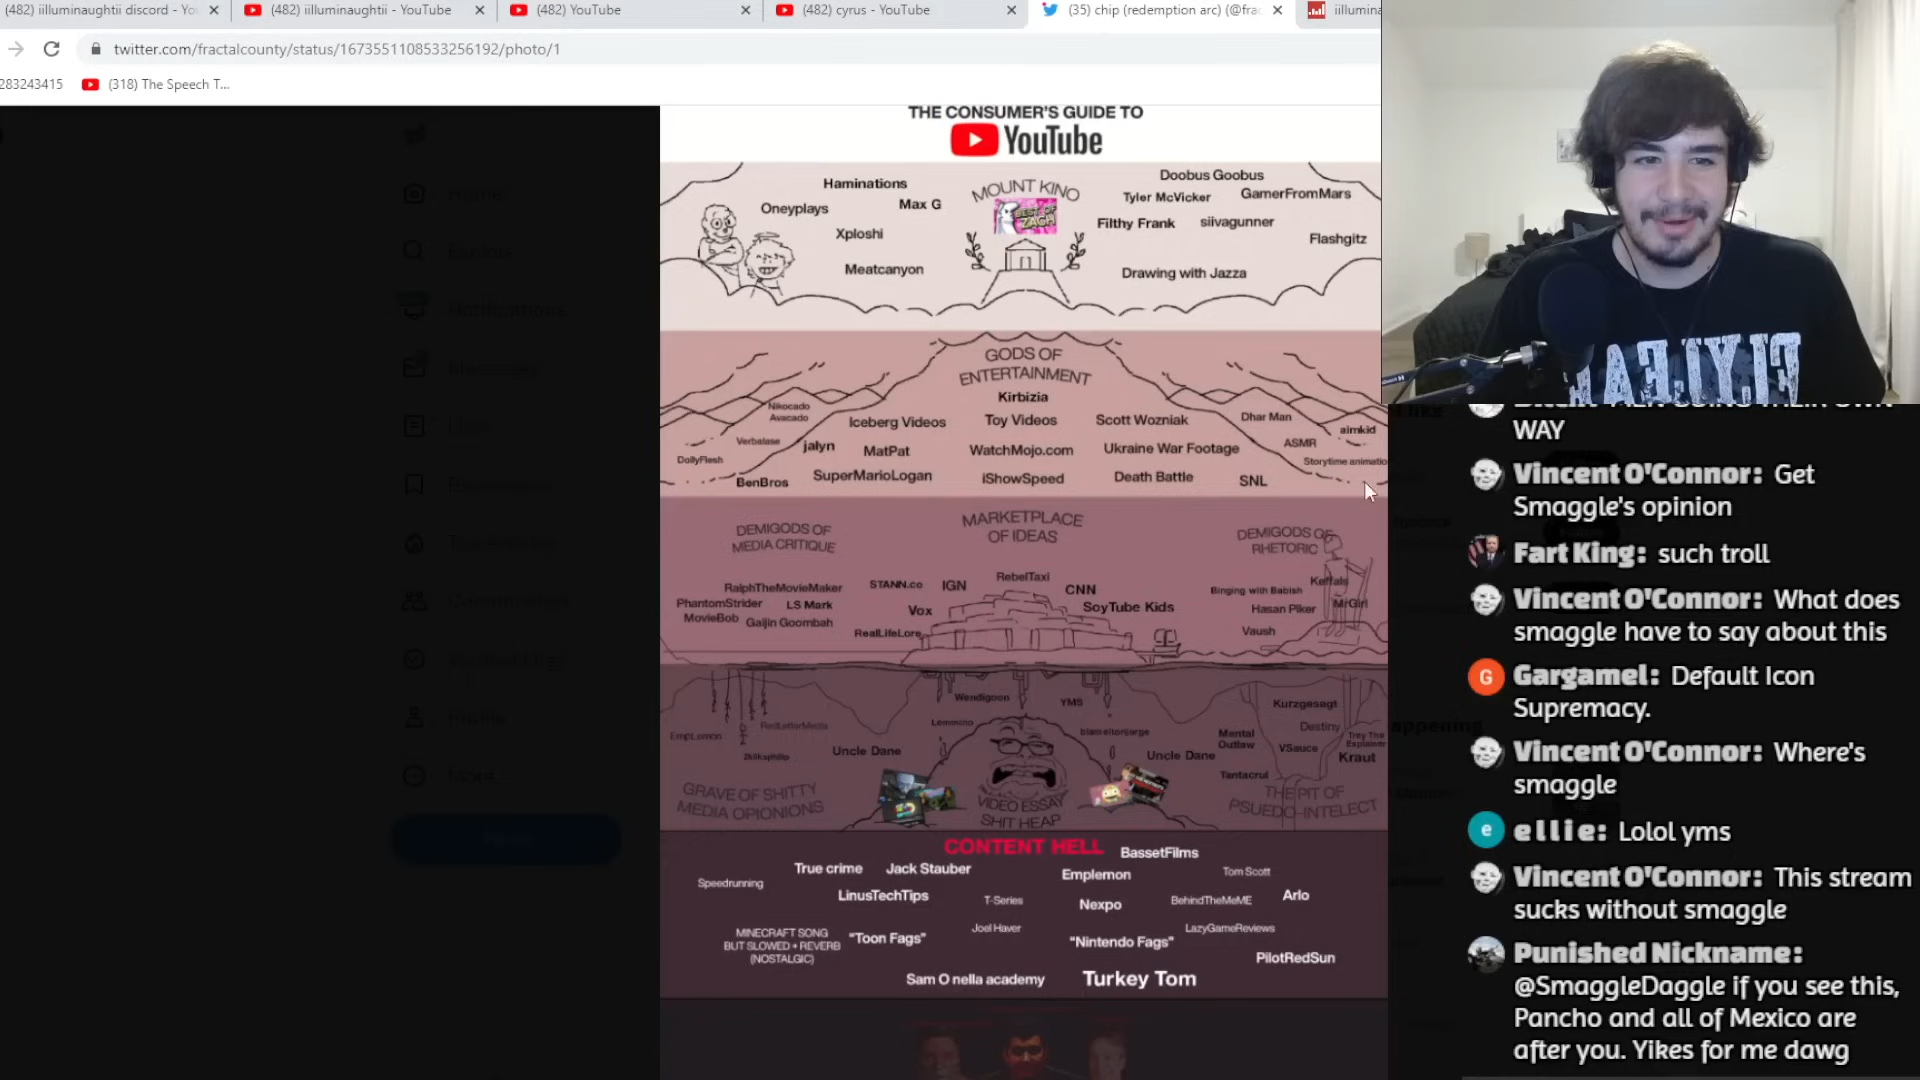 (482) iilluminaughtii discord - Yo
(482) iilluminaughtii - YouTube
(482) YouTube
(482) cyrus - YouTube
(35) chip (redemption arc) (@frac
iillumina
twitter.com/fractalcounty/status/1673551108533256192/photo/1
283243415
(318) The Speech T...
THE CONSUMER'S GUIDE TO
YouTube
MOUNT KINO
BEST OF
ZACH
Haminations
Oneyplays
Max G
Xploshi
Meatcanyon
Doobus Goobus
Tyler McVicker
GamerFromMars
Filthy Frank
siivagunner
Flashgitz
Drawing with Jazza
GODS OF
ENTERTAINMENT
Kirbizia
Nikocado
Avacado
Iceberg Videos
Toy Videos
Scott Wozniak
Dhar Man
aimkid
Verbalase
jalyn
MatPat
WatchMojo.com
Ukraine War Footage
ASMR
DollyFlesh
Storytime animatio
BenBros
SuperMarioLogan
iShowSpeed
Death Battle
SNL
DEMIGODS OF
MEDIA CRITIQUE
MARKETPLACE
OF IDEAS
DEMIGODS OF
RHETORIC
RalphTheMovieMaker
PhantomStrider
LS Mark
MovieBob
Gaijin Goombah
STANN.co
IGN
RebelTaxi
CNN
Vox
SoyTube Kids
RealLifeLore
Binging with Babish
Keffals
Hasan Piker
MrGirl
Vaush
Wendigoon
YMS
Lemmino
RedLetterMedia
EmpLemon
Uncle Dane
Uncle Dane
GRAVE OF SHITTY
MEDIA OPIONIONS
VIDEO ESSAY
SHIT HEAP
Kurzgesagt
Destiny
Mental
Outlaw
VSauce
Troy The
Kraut
Tantacrul
THE PIT OF
PSUEDO-INTELECT
CONTENT HELL
BassetFilms
True crime
Jack Stauber
Emplemon
Tom Scott
Speedrunning
LinusTechTips
T-Series
Nexpo
BehindTheMeME
Arlo
MINECRAFT SONG
BUT SLOWED + REVERB
(NOSTALGIC)
"Toon Fags"
Joel Haver
"Nintendo Fags"
LazyGameReviews
PilotRedSun
Sam O nella academy
Turkey Tom
WAY
Vincent O'Connor: Get
Smaggle's opinion
Fart King: such troll
Vincent O'Connor: What does
smaggle have to say about this
G
Gargamel: Default Icon
Supremacy.
Vincent O'Connor: Where's
smaggle
e
e l l i e: Lolol yms
Vincent O'Connor: This stream
sucks without smaggle
Punished Nickname:
@SmaggleDaggle if you see this,
Pancho and all of Mexico are
after you. Yikes for me dawg